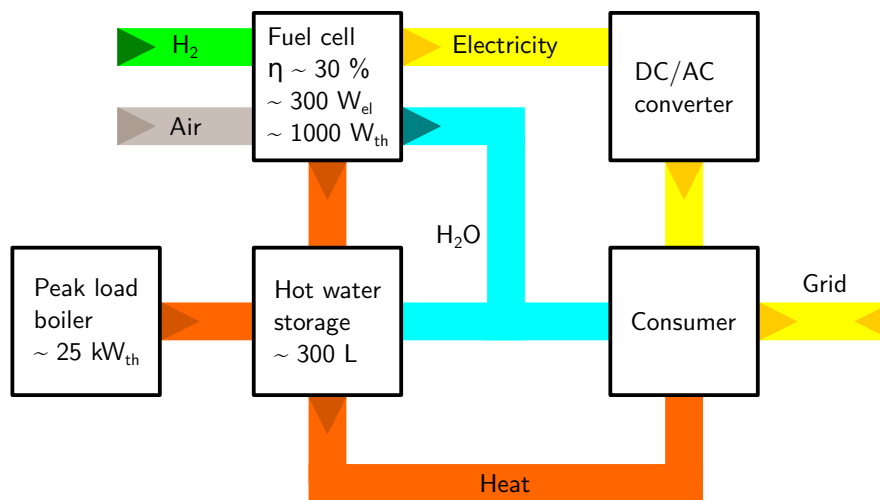 H₂
Air
Fuel cell
η ~ 30 %
~ 300 Wₑₗ
~ 1000 Wₜₕ
Electricity
DC/AC
converter
H₂O
Peak load
boiler
~ 25 kWₜₕ
Hot water
storage
~ 300 L
Consumer
Grid
Heat